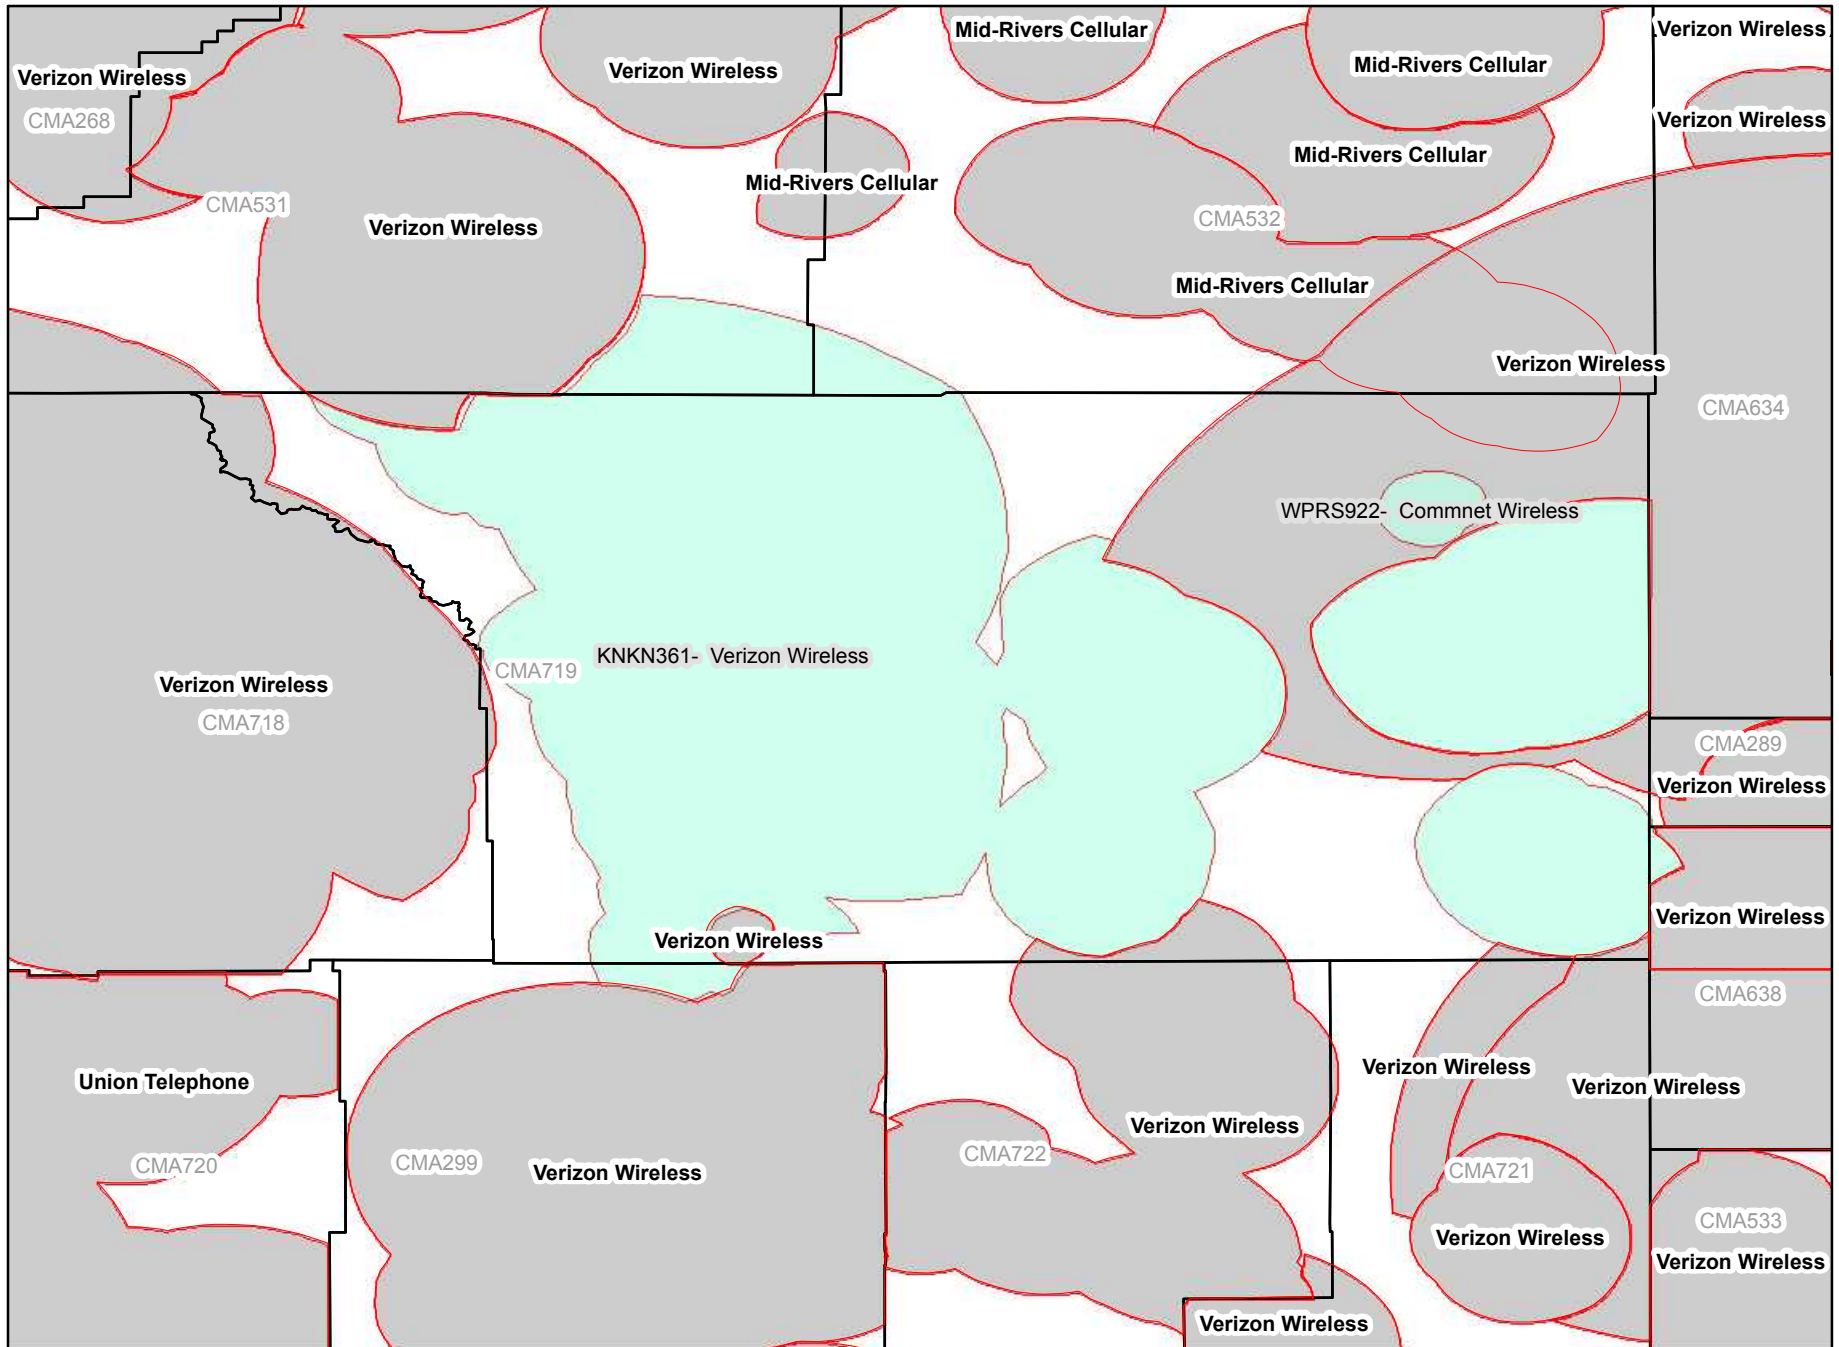 Mid-Rivers Cellular
Verizon Wireless
Verizon Wireless
Mid-Rivers Cellular
Verizon Wireless
CMA268
Verizon Wireless
Mid-Rivers Cellular
Mid-Rivers Cellular
CMA531
CMA532
Verizon Wireless
Mid-Rivers Cellular
Verizon Wireless
CMA634
WPRS922- Commnet Wireless
KNKN361- Verizon Wireless
CMA719
Verizon Wireless
CMA718
CMA289
Verizon Wireless
Verizon Wireless
Verizon Wireless
CMA638
Verizon Wireless
Union Telephone
Verizon Wireless
Verizon Wireless
CMA722
CMA299
CMA720
Verizon Wireless
CMA721
CMA533
Verizon Wireless
Verizon Wireless
Verizon Wireless